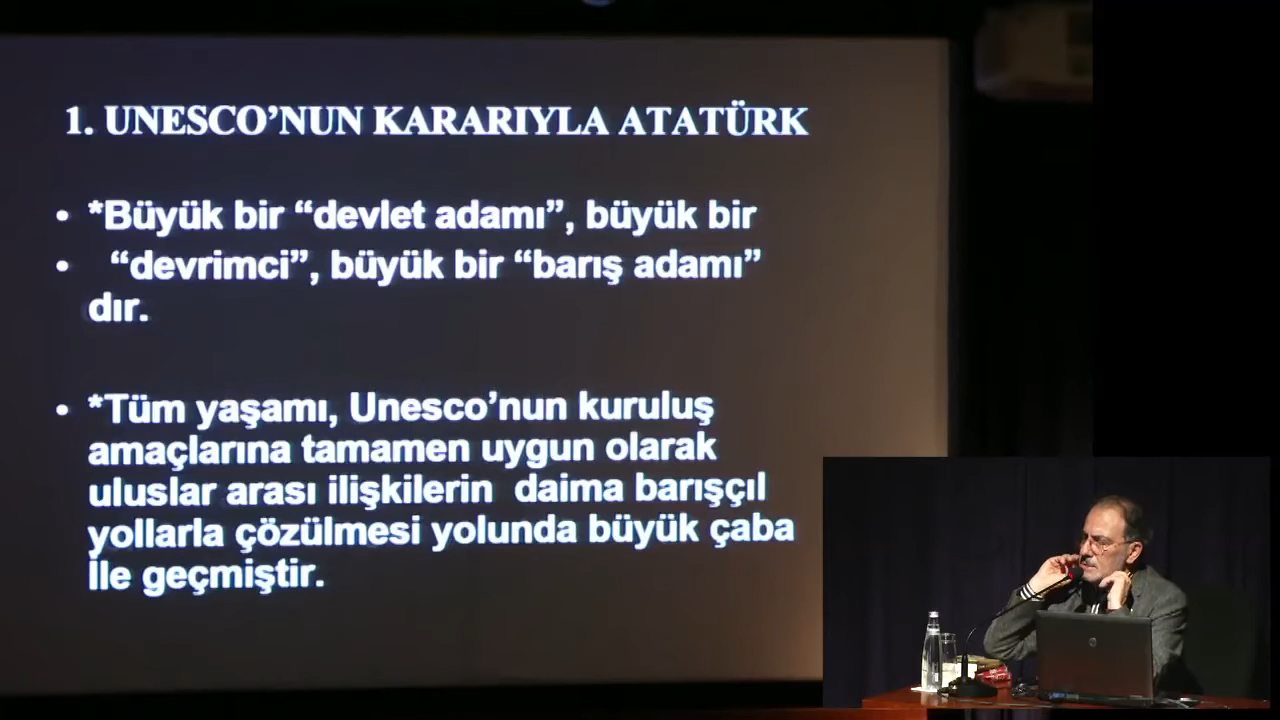 1. UNESCO’NUN KARARIYLA ATATÜRK
• *Büyük bir “devlet adamı”, büyük bir
• “devrimci”, büyük bir “barış adamı”
dır.
• *Tüm yaşamı, Unesco’nun kuruluş
amaçlarına tamamen uygun olarak
uluslar arası ilişkilerin daima barışçıl
yollarla çözülmesi yolunda büyük çaba
İle geçmiştir.